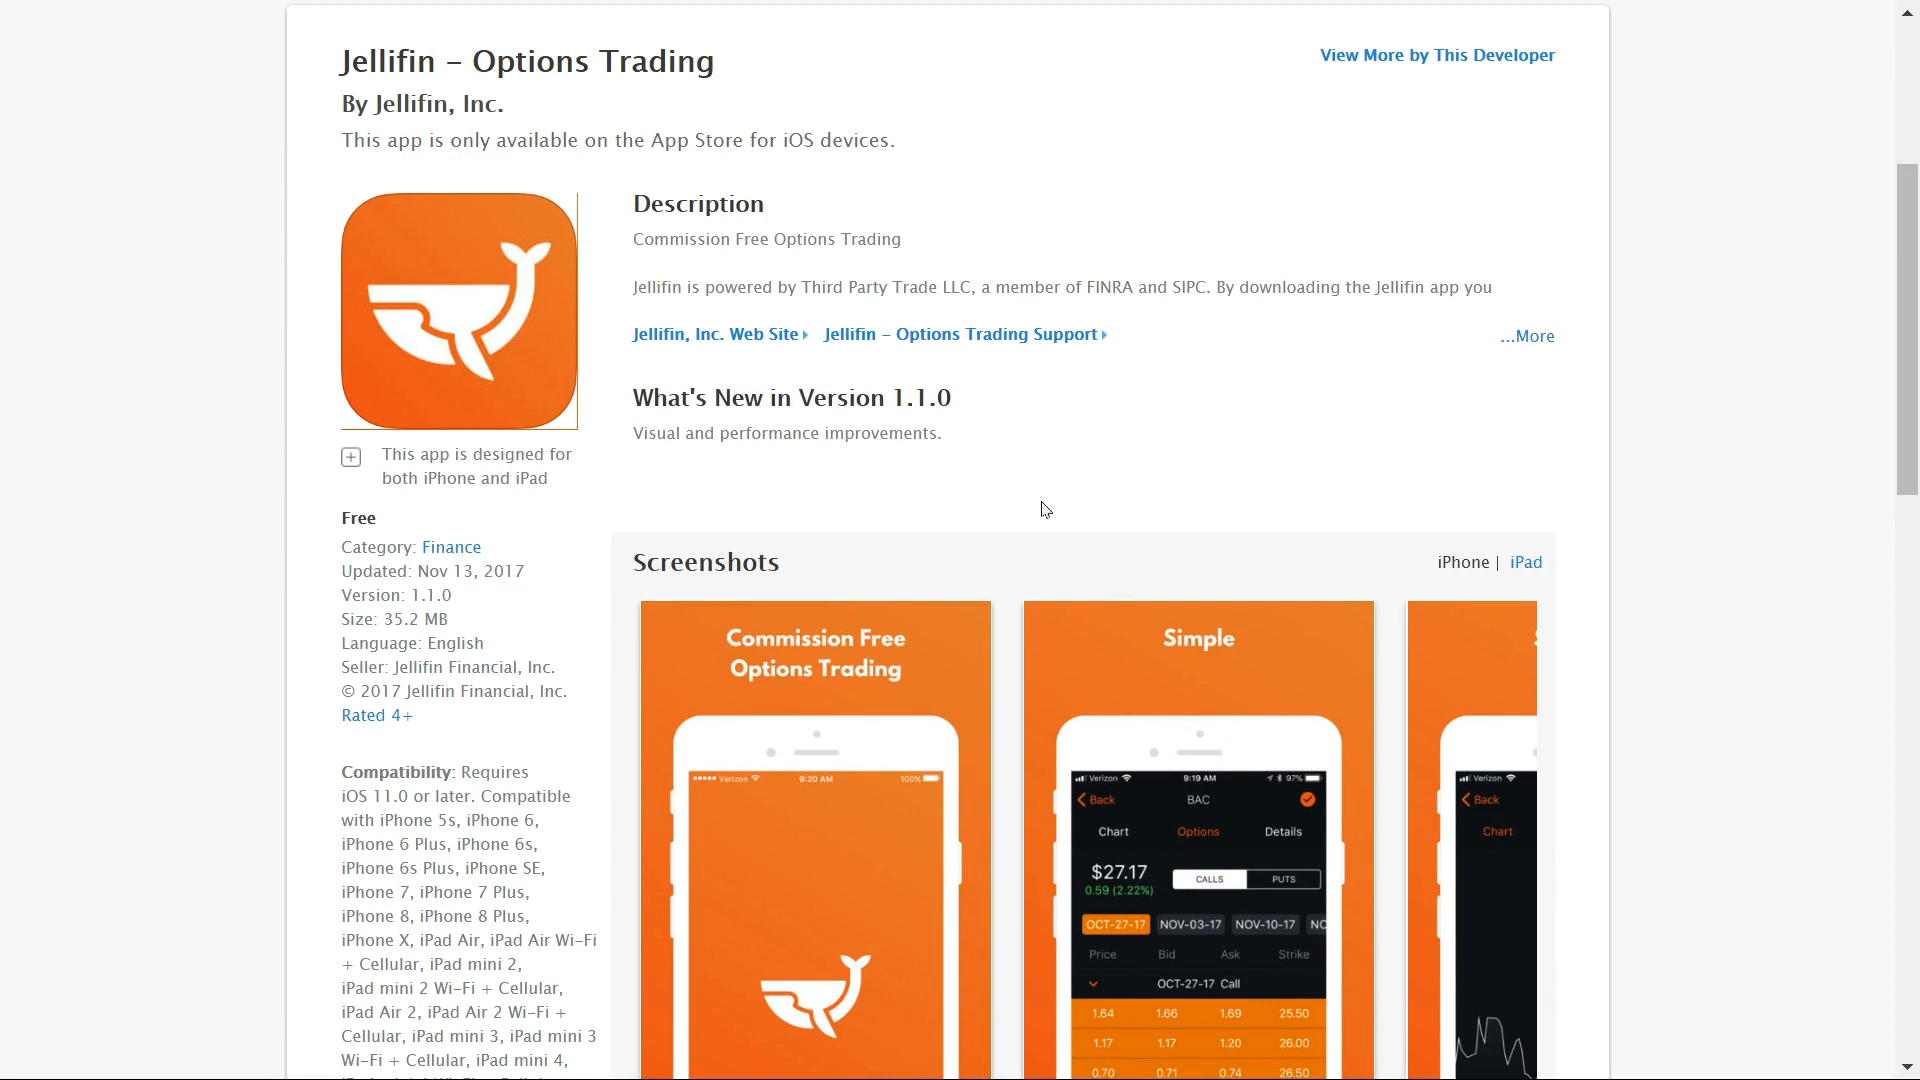 Jellifin – Options Trading
View More by This Developer
By Jellifin, Inc.
This app is only available on the App Store for iOS devices.
Description
Commission Free Options Trading
Jellifin is powered by Third Party Trade LLC, a member of FINRA and SIPC. By downloading the Jellifin app you
Jellifin, Inc. Web Site
Jellifin – Options Trading Support
...More
What's New in Version 1.1.0
Visual and performance improvements.
This app is designed for
both iPhone and iPad
Free
Category: Finance
Updated: Nov 13, 2017
Version: 1.1.0
Size: 35.2 MB
Language: English
Seller: Jellifin Financial, Inc.
© 2017 Jellifin Financial, Inc.
Rated 4+
Compatibility: Requires
iOS 11.0 or later. Compatible
with iPhone 5s, iPhone 6,
iPhone 6 Plus, iPhone 6s,
iPhone 6s Plus, iPhone SE,
iPhone 7, iPhone 7 Plus,
iPhone 8, iPhone 8 Plus,
iPhone X, iPad Air, iPad Air Wi-Fi
+ Cellular, iPad mini 2,
iPad mini 2 Wi-Fi + Cellular,
iPad Air 2, iPad Air 2 Wi-Fi +
Cellular, iPad mini 3, iPad mini 3
Wi-Fi + Cellular, iPad mini 4,
Screenshots
iPhone | iPad
Commission Free
Options Trading
Verizon 9:20 AM 100%
Simple
Verizon 9:19 AM 97%
Back BAC
Chart Options Details
$27.17
0.59 (2.22%)
CALLS PUTS
OCT-27-17 NOV-03-17 NOV-10-17 NO
Price Bid Ask Strike
OCT-27-17 Call
1.64 1.66 1.69 25.50
1.17 1.17 1.20 26.00
0.70 0.71 0.74 26.50
Verizon
Back
Chart